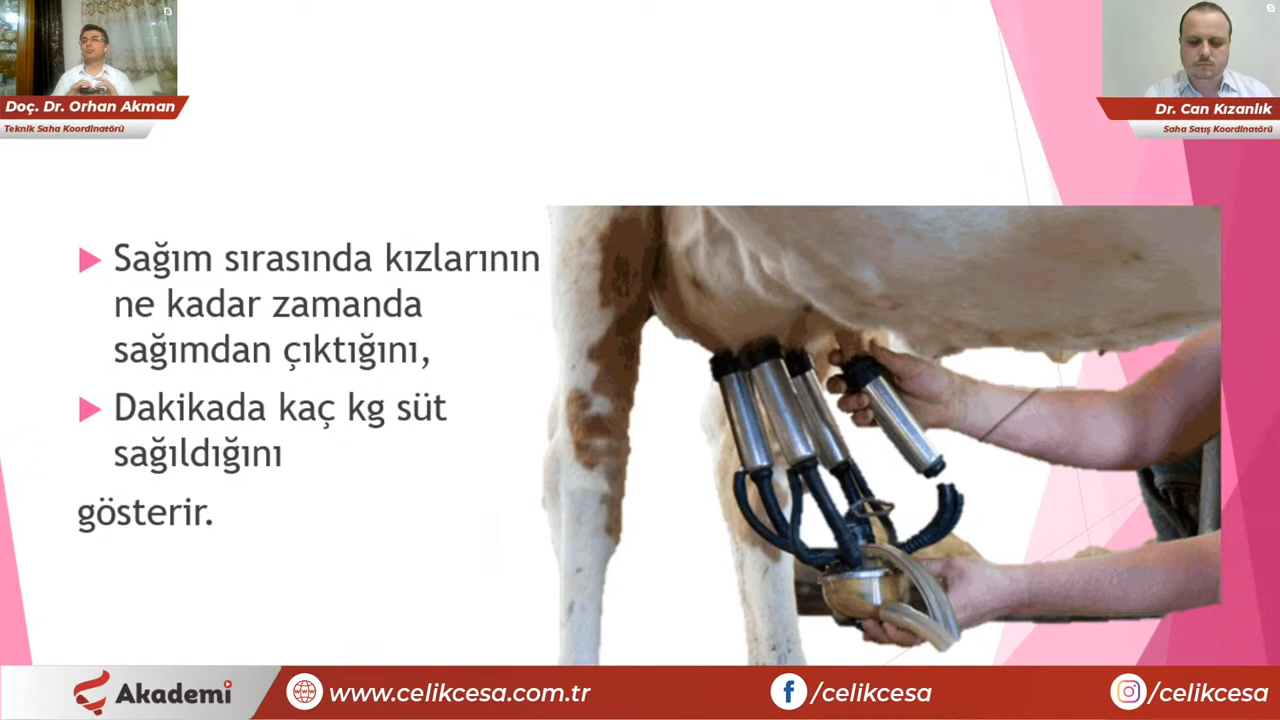 Doç. Dr. Orhan Akman
Teknik Saha Koordinatörü
Dr. Can Kızanlık
Saha Satış Koordinatörü
Sağım sırasında kızlarının
ne kadar zamanda
sağımdan çıktığını,
Dakikada kaç kg süt
sağıldığını
gösterir.
Akademi
www.celikcesa.com.tr
/celikcesa
/celikcesa